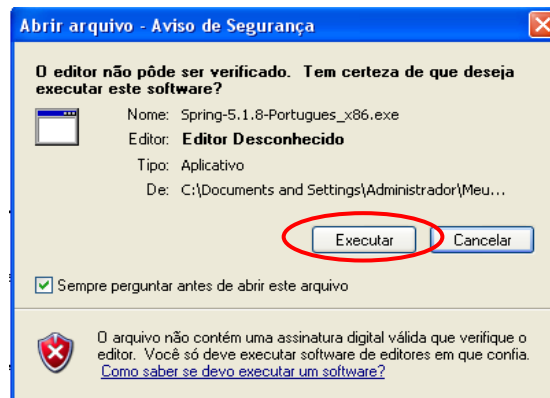 Abrir arquivo - Aviso de Segurança
O editor não pôde ser verificado. Tem certeza de que deseja
executar este software?
Nome: Spring-5.1.8-Portugues_x86.exe
Editor: Editor Desconhecido
Tipo: Aplicativo
De: C:\Documents and Settings\Administrador\Meu...
Executar Cancelar
Sempre perguntar antes de abrir este arquivo
O arquivo não contém uma assinatura digital válida que verifique o
editor. Você só deve executar software de editores em que confia.
Como saber se devo executar um software?